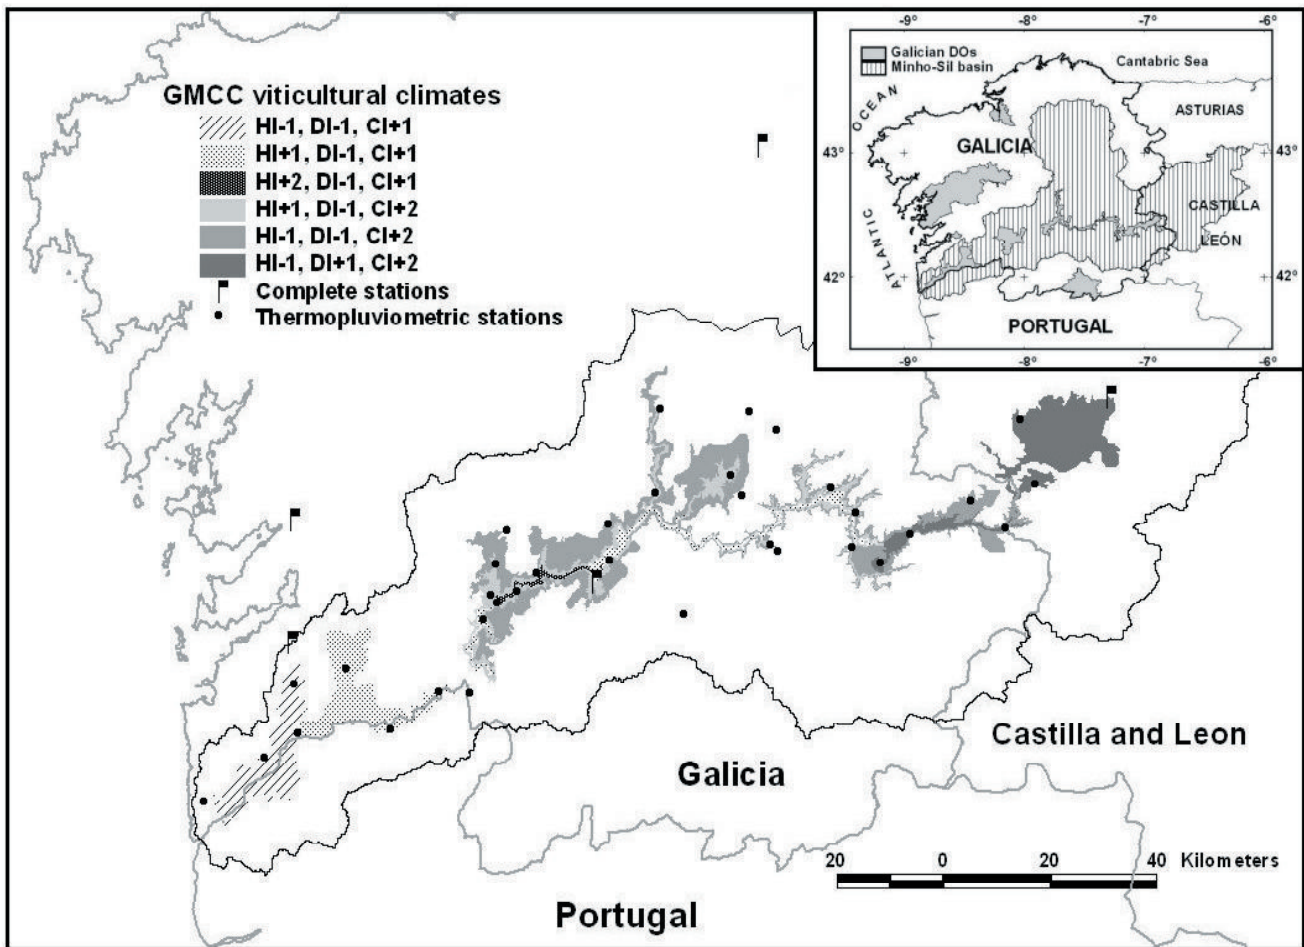 GMCC viticultural climates
HI-1, DI-1, CI+1
HI+1, DI-1, CI+1
HI+2, DI-1, CI+1
HI+1, DI-1, CI+2
HI-1, DI-1, CI+2
HI-1, DI+1, CI+2
Complete stations
Thermopluviometric stations
-9° -8° -7° -6°
Galician DOs
Minho-Sil basin
Cantabric Sea
ASTURIAS
ATLANTIC OCEAN
GALICIA
43° 43°
CASTILLA
LEÓN
42° 42°
PORTUGAL
-9° -8° -7° -6°
Castilla and Leon
Galicia
20 0 20 40 Kilometers
Portugal